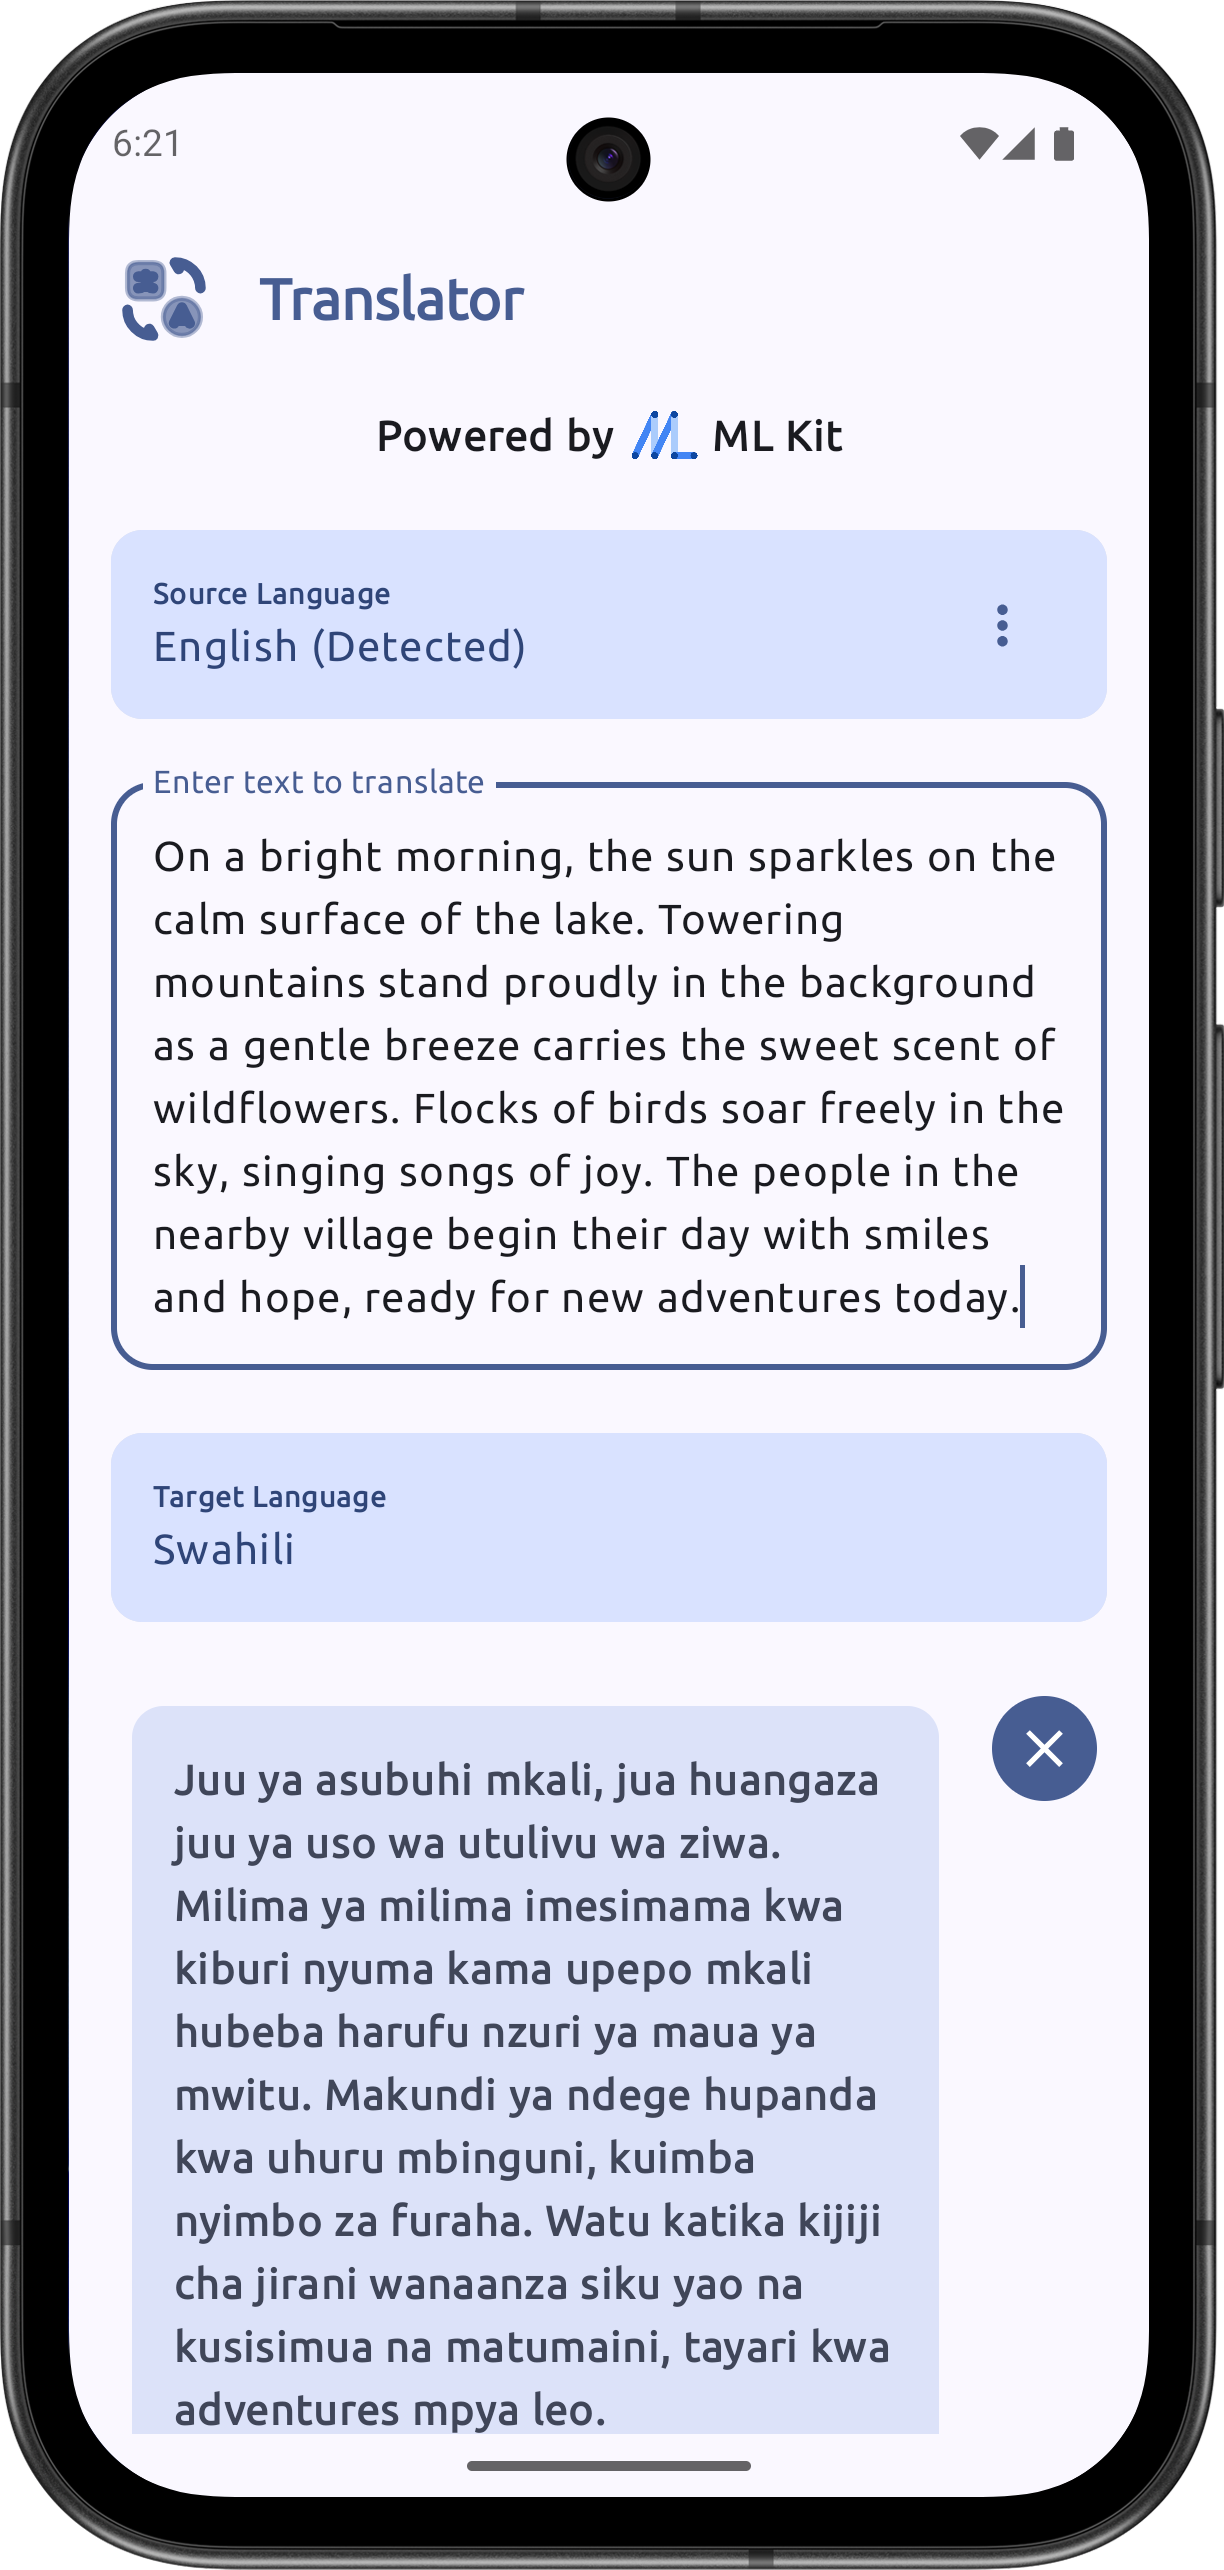 6:21
Translator
Powered by ML Kit
Source Language
English (Detected)
Enter text to translate
On a bright morning, the sun sparkles on the
calm surface of the lake. Towering
mountains stand proudly in the background
as a gentle breeze carries the sweet scent of
wildflowers. Flocks of birds soar freely in the
sky, singing songs of joy. The people in the
nearby village begin their day with smiles
and hope, ready for new adventures today.
Target Language
Swahili
Juu ya asubuhi mkali, jua huangaza
juu ya uso wa utulivu wa ziwa.
Milima ya milima imesimama kwa
kiburi nyuma kama upepo mkali
hubeba harufu nzuri ya maua ya
mwitu. Makundi ya ndege hupanda
kwa uhuru mbinguni, kuimba
nyimbo za furaha. Watu katika kijiji
cha jirani wanaanza siku yao na
kusisimua na matumaini, tayari kwa
adventures mpya leo.